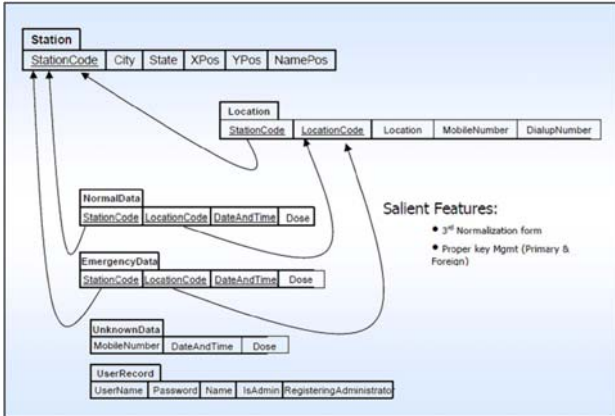 Station
StationCode City State XPos YPos NamePos
Location
StationCode LocationCode Location MobileNumber DialupNumber
NormalData
StationCode LocationCode DateAndTime Dose
EmergencyData
StationCode LocationCode DateAndTime Dose
UnknownData
MobileNumber DateAndTime Dose
UserRecord
UserName Password Name IsAdmin RegisteringAdministrator
Salient Features:
• 3rd Normalization form
• Proper key Mgmt (Primary &
Foreign)